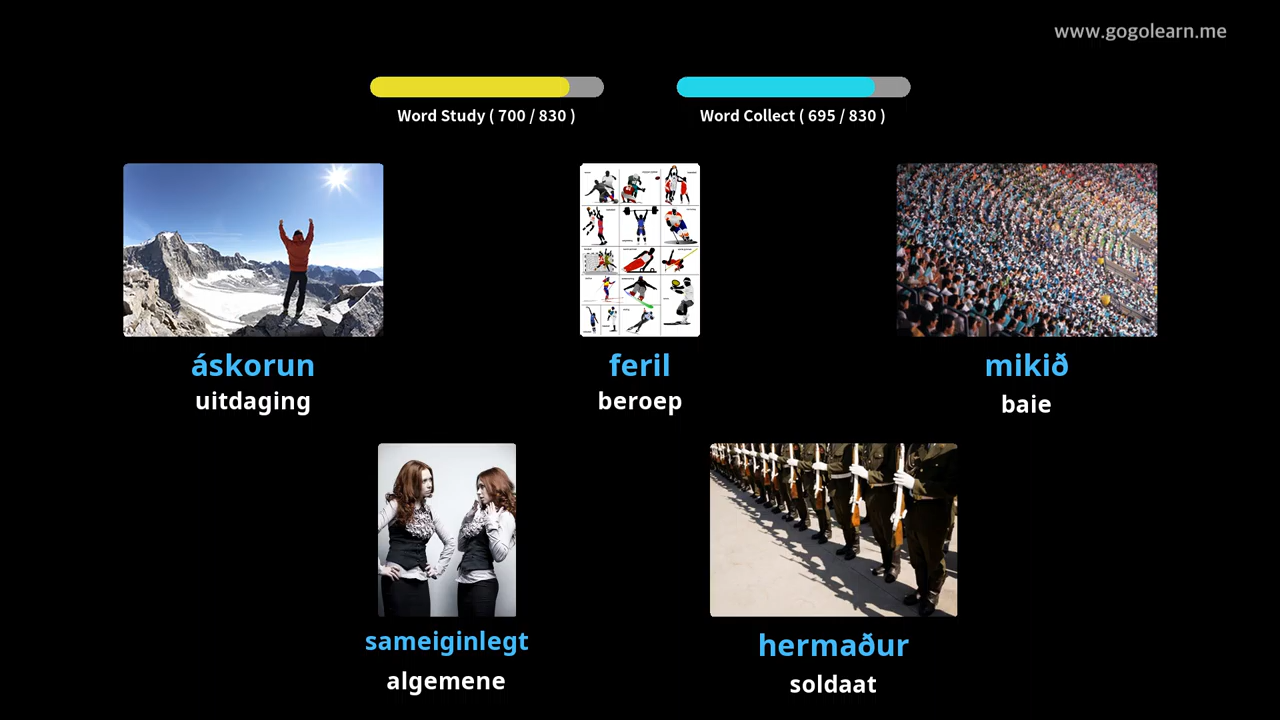 www.gogolearn.me
Word Study ( 700 / 830 )
Word Collect ( 695 / 830 )
áskorun
uitdaging
feril
beroep
mikið
baie
sameiginlegt
algemene
hermaður
soldaat